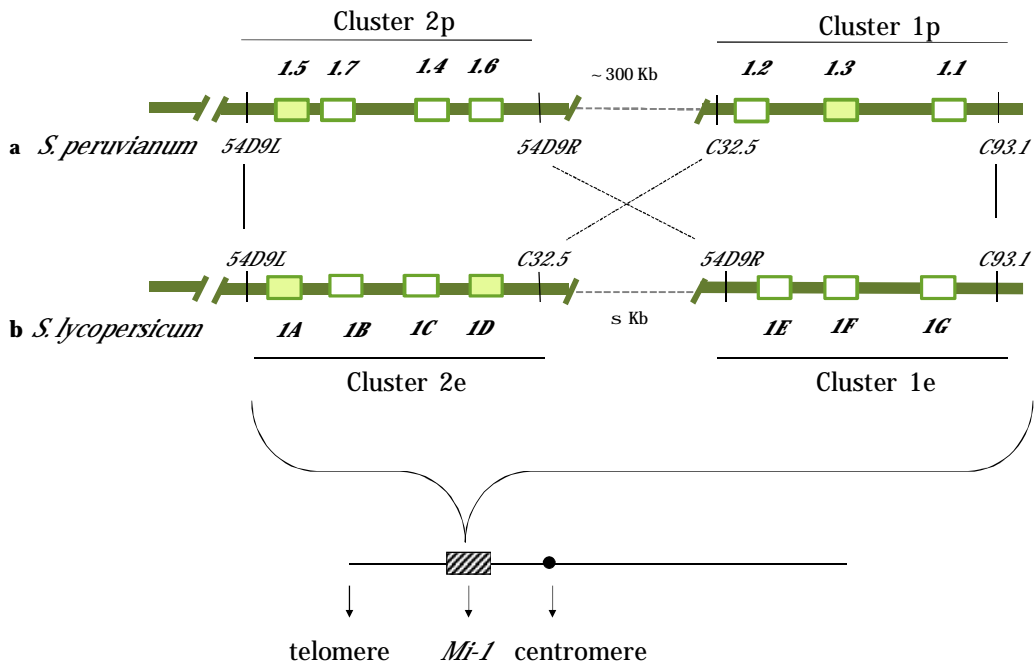 Cluster 2p
Cluster 1p
1.5 1.7 1.4 1.6 ~300 Kb 1.2 1.3 1.1
a S. peruvianum 54D9L 54D9R C32.5 C93.1
54D9L C32.5 54D9R C93.1
b S. lycopersicum 1A 1B 1C 1D s Kb 1E 1F 1G
Cluster 2e
Cluster 1e
telomere Mi-1 centromere